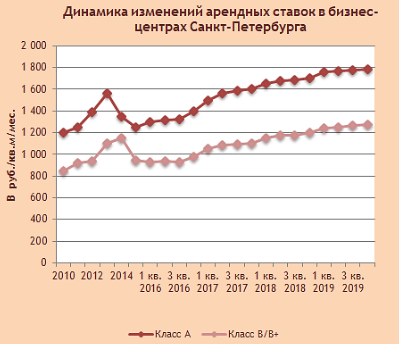 Динамика изменений арендных ставок в бизнес-
центрах Санкт-Петербурга
В руб./кв.м/мес.
2 000
1 800
1 600
1 400
1 200
1 000
800
600
400
200
0
2010 2012 2014 1 кв. 3 кв. 1 кв. 3 кв. 1 кв. 3 кв. 1 кв. 3 кв.
2016 2016 2017 2017 2018 2018 2019 2019
Класс А Класс В/В+